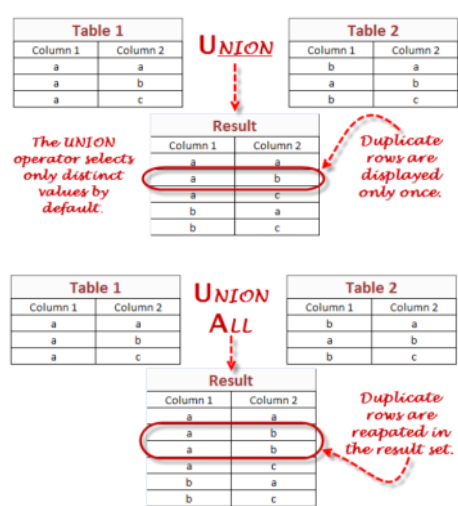 Table 1
Column 1 Column 2
a a
a b
a c
UNION
Table 2
Column 1 Column 2
b a
a b
b c
The UNION
operator selects
only distinct
values by
default.
Result
Column 1 Column 2
a a
a b
a c
b a
b c
Duplicate
rows are
displayed
only once.
Table 1
Column 1 Column 2
a a
a b
a c
UNION
ALL
Table 2
Column 1 Column 2
b a
a b
b c
Result
Column 1 Column 2
a a
a b
a b
a c
b a
b c
Duplicate
rows are
reapated in
the result set.